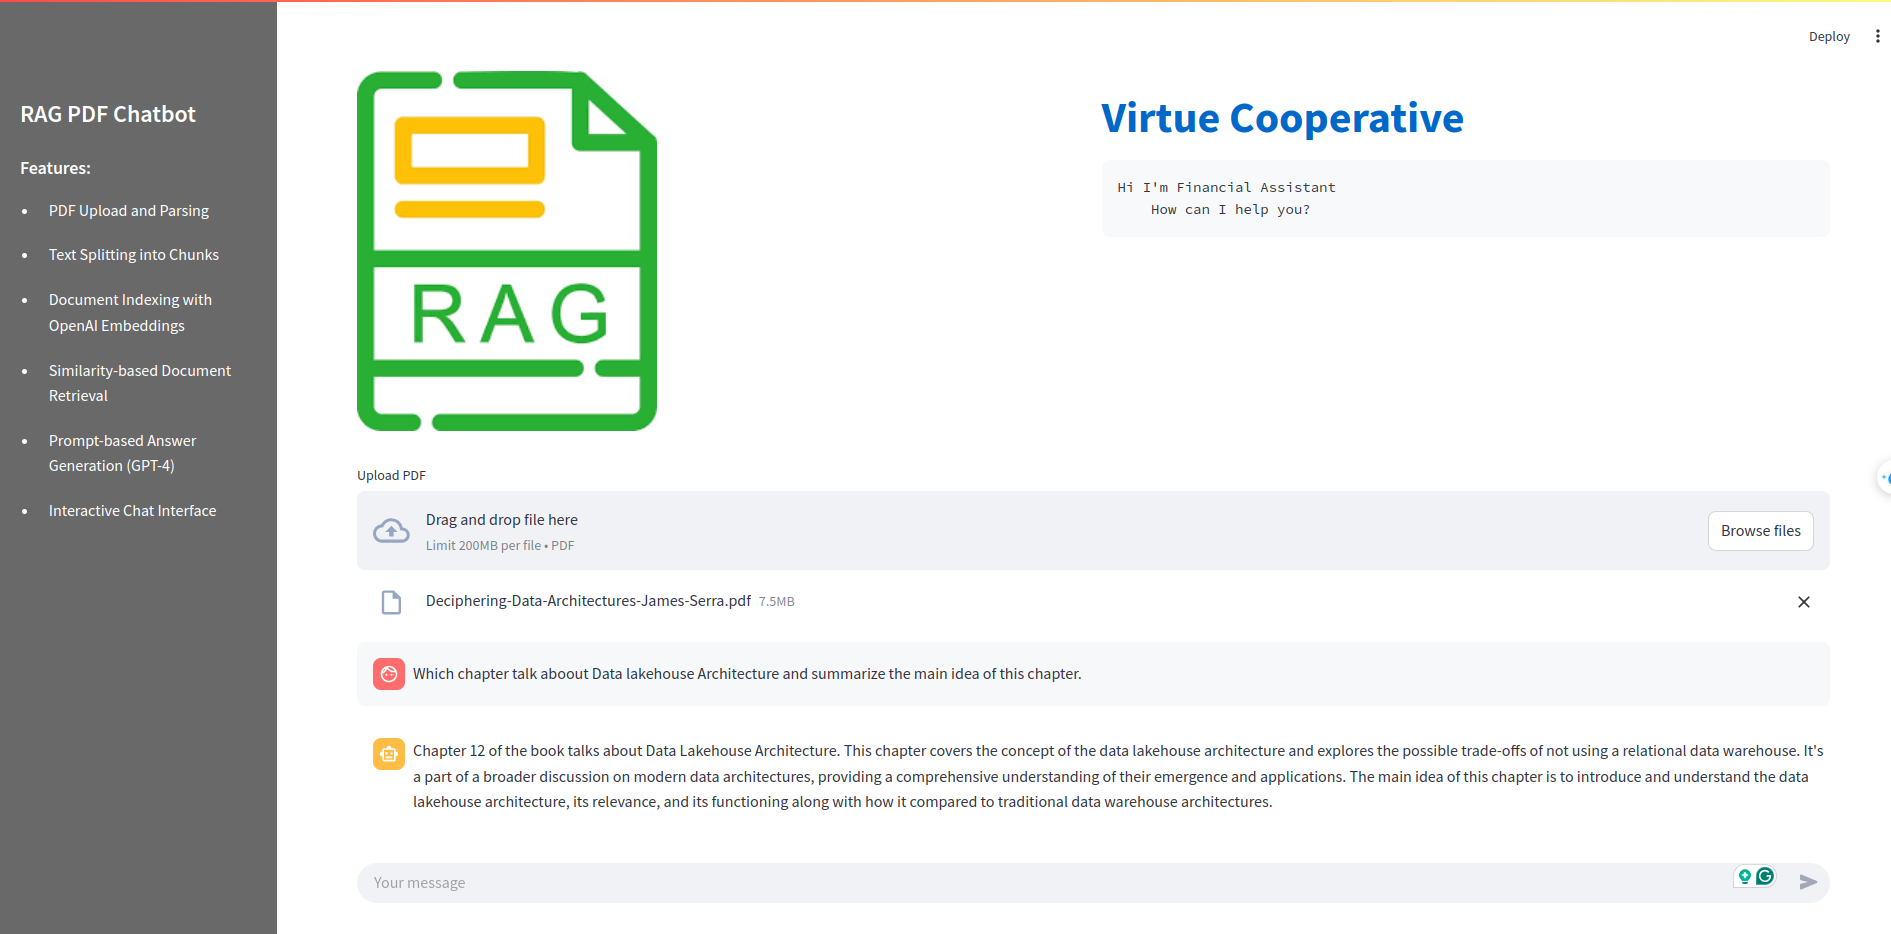 Deploy
RAG PDF Chatbot
Features:
PDF Upload and Parsing
Text Splitting into Chunks
Document Indexing with
OpenAI Embeddings
Similarity-based Document
Retrieval
Prompt-based Answer
Generation (GPT-4)
Interactive Chat Interface
RAG
Virtue Cooperative
Hi I'm Financial Assistant
How can I help you?
Upload PDF
Drag and drop file here
Limit 200MB per file • PDF
Browse files
Deciphering-Data-Architectures-James-Serra.pdf 7.5MB
Which chapter talk aboout Data lakehouse Architecture and summarize the main idea of this chapter.
Chapter 12 of the book talks about Data Lakehouse Architecture. This chapter covers the concept of the data lakehouse architecture and explores the possible trade-offs of not using a relational data warehouse. It's
a part of a broader discussion on modern data architectures, providing a comprehensive understanding of their emergence and applications. The main idea of this chapter is to introduce and understand the data
lakehouse architecture, its relevance, and its functioning along with how it compared to traditional data warehouse architectures.
Your message